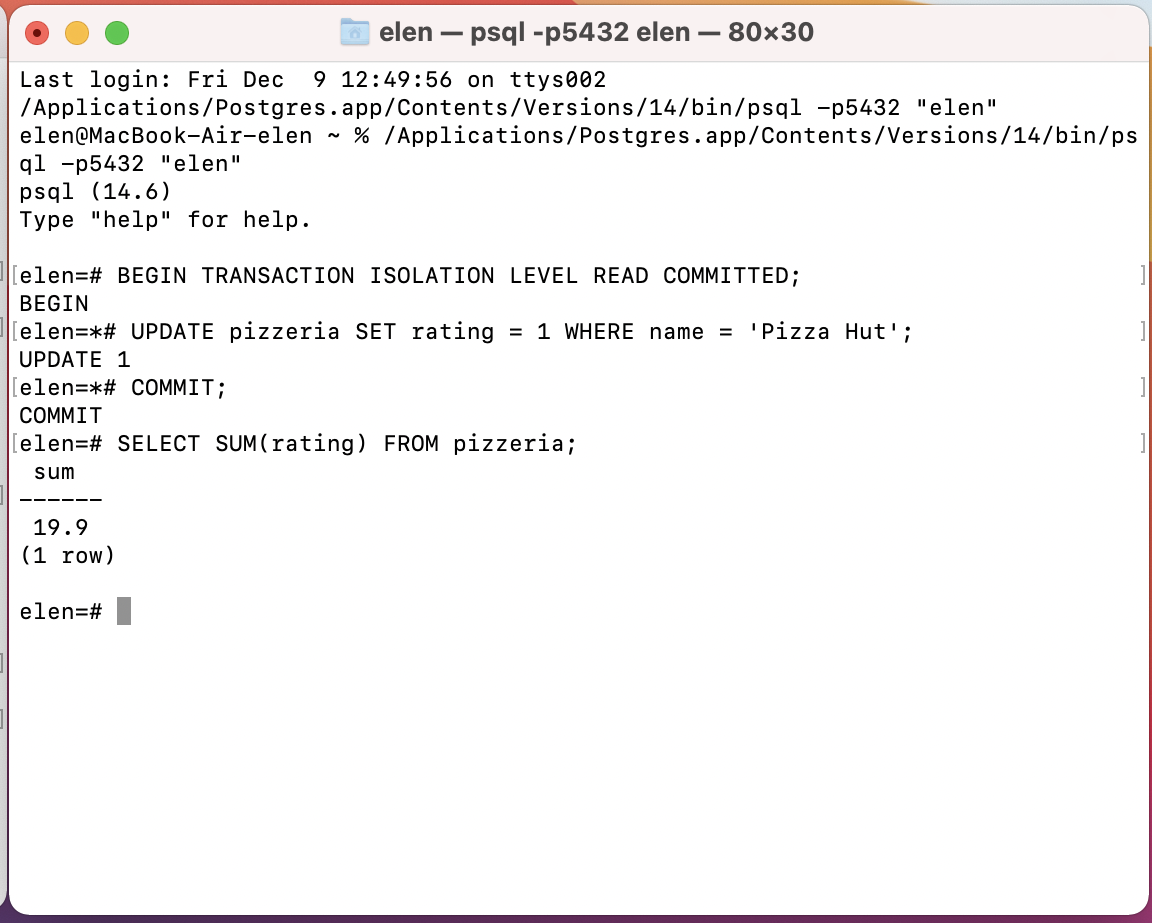 elen — psql -p5432 elen — 80×30
Last login: Fri Dec  9 12:49:56 on ttys002
/Applications/Postgres.app/Contents/Versions/14/bin/psql -p5432 "elen"
elen@MacBook-Air-elen ~ % /Applications/Postgres.app/Contents/Versions/14/bin/ps
ql -p5432 "elen"
psql (14.6)
Type "help" for help.

[elen=# BEGIN TRANSACTION ISOLATION LEVEL READ COMMITTED;                        ]
BEGIN
[elen=*# UPDATE pizzeria SET rating = 1 WHERE name = 'Pizza Hut';                ]
UPDATE 1
[elen=*# COMMIT;                                                                 ]
COMMIT
[elen=# SELECT SUM(rating) FROM pizzeria;                                        ]
 sum
------
 19.9
(1 row)

elen=#